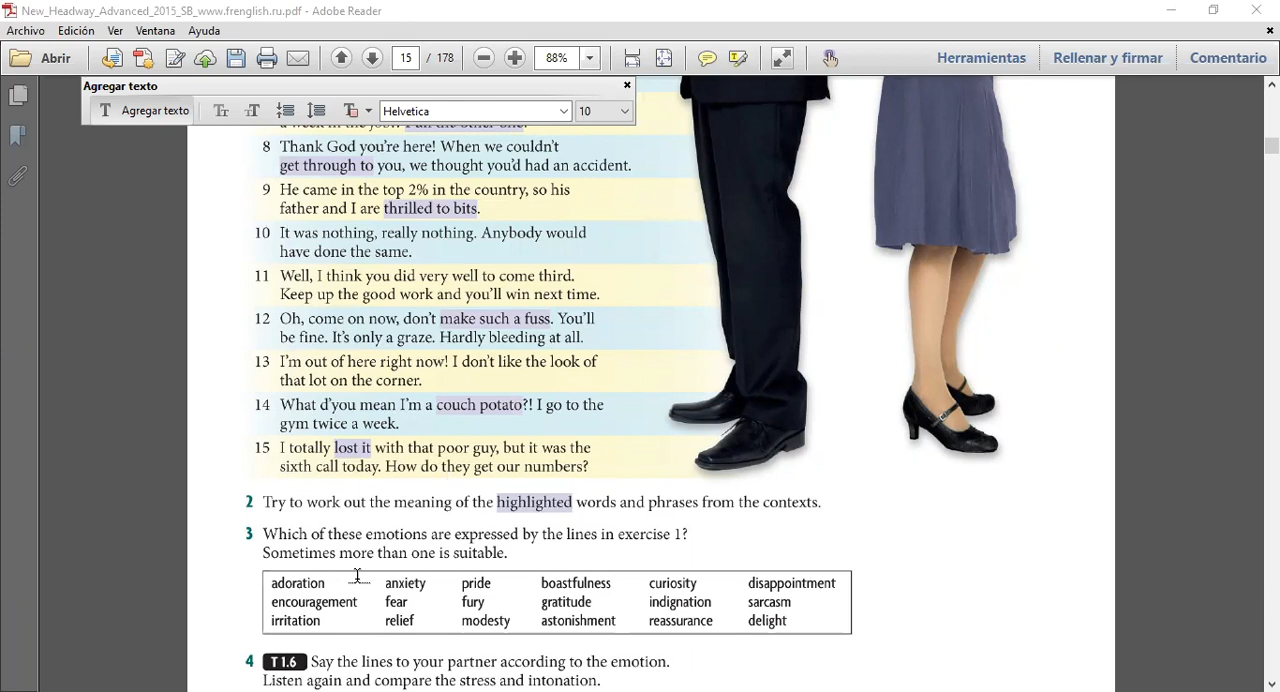 New_Headway_Advanced_2015_SB_www.frenglish.ru.pdf - Adobe Reader
Archivo Edición Ver Ventana Ayuda
Abrir 15 / 178 88% Herramientas Rellenar y firmar Comentario
Agregar texto
T Agregar texto Helvetica 10
8 Thank God you're here! When we couldn't
get through to you, we thought you'd had an accident.
9 He came in the top 2% in the country, so his
father and I are thrilled to bits.
10 It was nothing, really nothing. Anybody would
have done the same.
11 Well, I think you did very well to come third.
Keep up the good work and you'll win next time.
12 Oh, come on now, don't make such a fuss. You'll
be fine. It's only a graze. Hardly bleeding at all.
13 I'm out of here right now! I don't like the look of
that lot on the corner.
14 What d'you mean I'm a couch potato?! I go to the
gym twice a week.
15 I totally lost it with that poor guy, but it was the
sixth call today. How do they get our numbers?
2 Try to work out the meaning of the highlighted words and phrases from the contexts.
3 Which of these emotions are expressed by the lines in exercise 1?
Sometimes more than one is suitable.
adoration anxiety pride boastfulness curiosity disappointment
encouragement fear fury gratitude indignation sarcasm
irritation relief modesty astonishment reassurance delight
4 T 1.6 Say the lines to your partner according to the emotion.
Listen again and compare the stress and intonation.